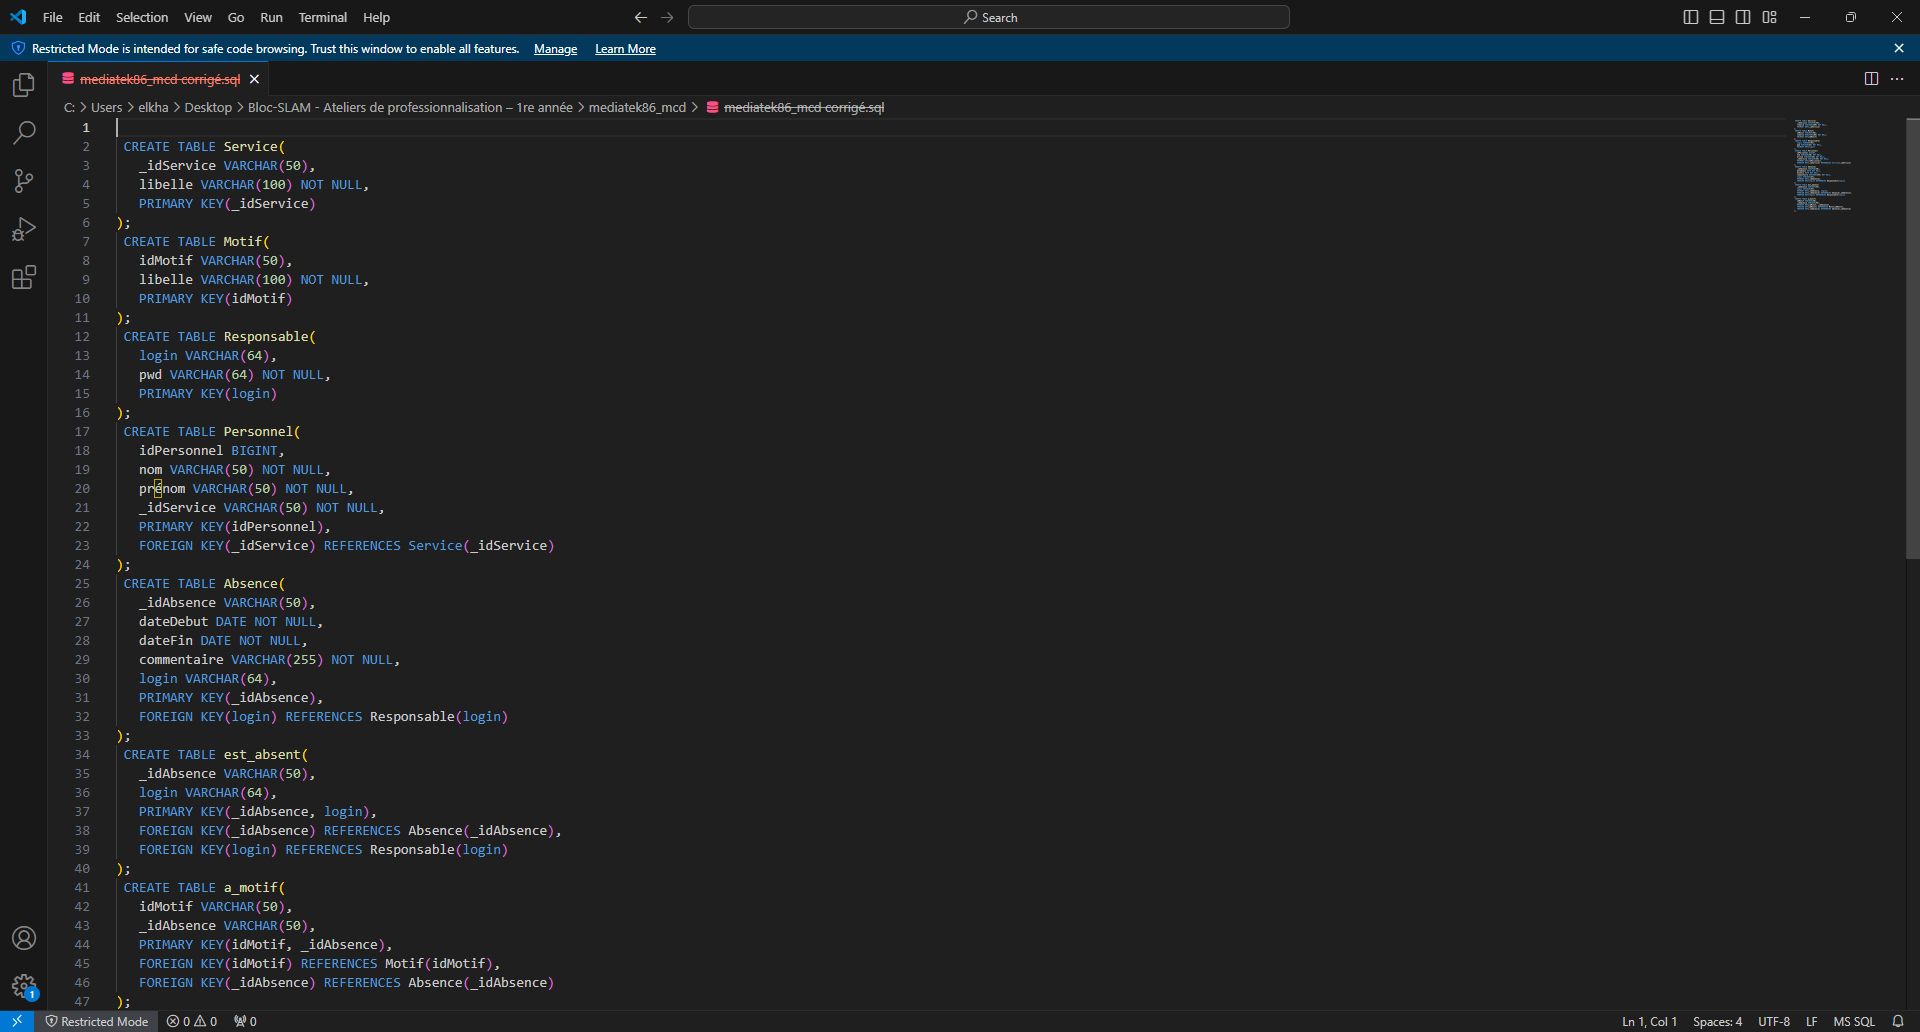 File Edit Selection View Go Run Terminal Help
Search
Restricted Mode is intended for safe code browsing. Trust this window to enable all features. Manage Learn More
mediatek86_mcd corrigé.sql
C: > Users > elkha > Desktop > Bloc-SLAM - Ateliers de professionnalisation – 1re année > mediatek86_mcd > mediatek86_mcd corrigé.sql
1
2 CREATE TABLE Service(
3 _idService VARCHAR(50),
4 libelle VARCHAR(100) NOT NULL,
5 PRIMARY KEY(_idService)
6 );
7 CREATE TABLE Motif(
8 idMotif VARCHAR(50),
9 libelle VARCHAR(100) NOT NULL,
10 PRIMARY KEY(idMotif)
11 );
12 CREATE TABLE Responsable(
13 login VARCHAR(64),
14 pwd VARCHAR(64) NOT NULL,
15 PRIMARY KEY(login)
16 );
17 CREATE TABLE Personnel(
18 idPersonnel BIGINT,
19 nom VARCHAR(50) NOT NULL,
20 prénom VARCHAR(50) NOT NULL,
21 _idService VARCHAR(50) NOT NULL,
22 PRIMARY KEY(idPersonnel),
23 FOREIGN KEY(_idService) REFERENCES Service(_idService)
24 );
25 CREATE TABLE Absence(
26 _idAbsence VARCHAR(50),
27 dateDebut DATE NOT NULL,
28 dateFin DATE NOT NULL,
29 commentaire VARCHAR(255) NOT NULL,
30 login VARCHAR(64),
31 PRIMARY KEY(_idAbsence),
32 FOREIGN KEY(login) REFERENCES Responsable(login)
33 );
34 CREATE TABLE est_absent(
35 _idAbsence VARCHAR(50),
36 login VARCHAR(64),
37 PRIMARY KEY(_idAbsence, login),
38 FOREIGN KEY(_idAbsence) REFERENCES Absence(_idAbsence),
39 FOREIGN KEY(login) REFERENCES Responsable(login)
40 );
41 CREATE TABLE a_motif(
42 idMotif VARCHAR(50),
43 _idAbsence VARCHAR(50),
44 PRIMARY KEY(idMotif, _idAbsence),
45 FOREIGN KEY(idMotif) REFERENCES Motif(idMotif),
46 FOREIGN KEY(_idAbsence) REFERENCES Absence(_idAbsence)
47 );
1
Restricted Mode 0 0 0 Ln 1, Col 1 Spaces: 4 UTF-8 LF MS SQL